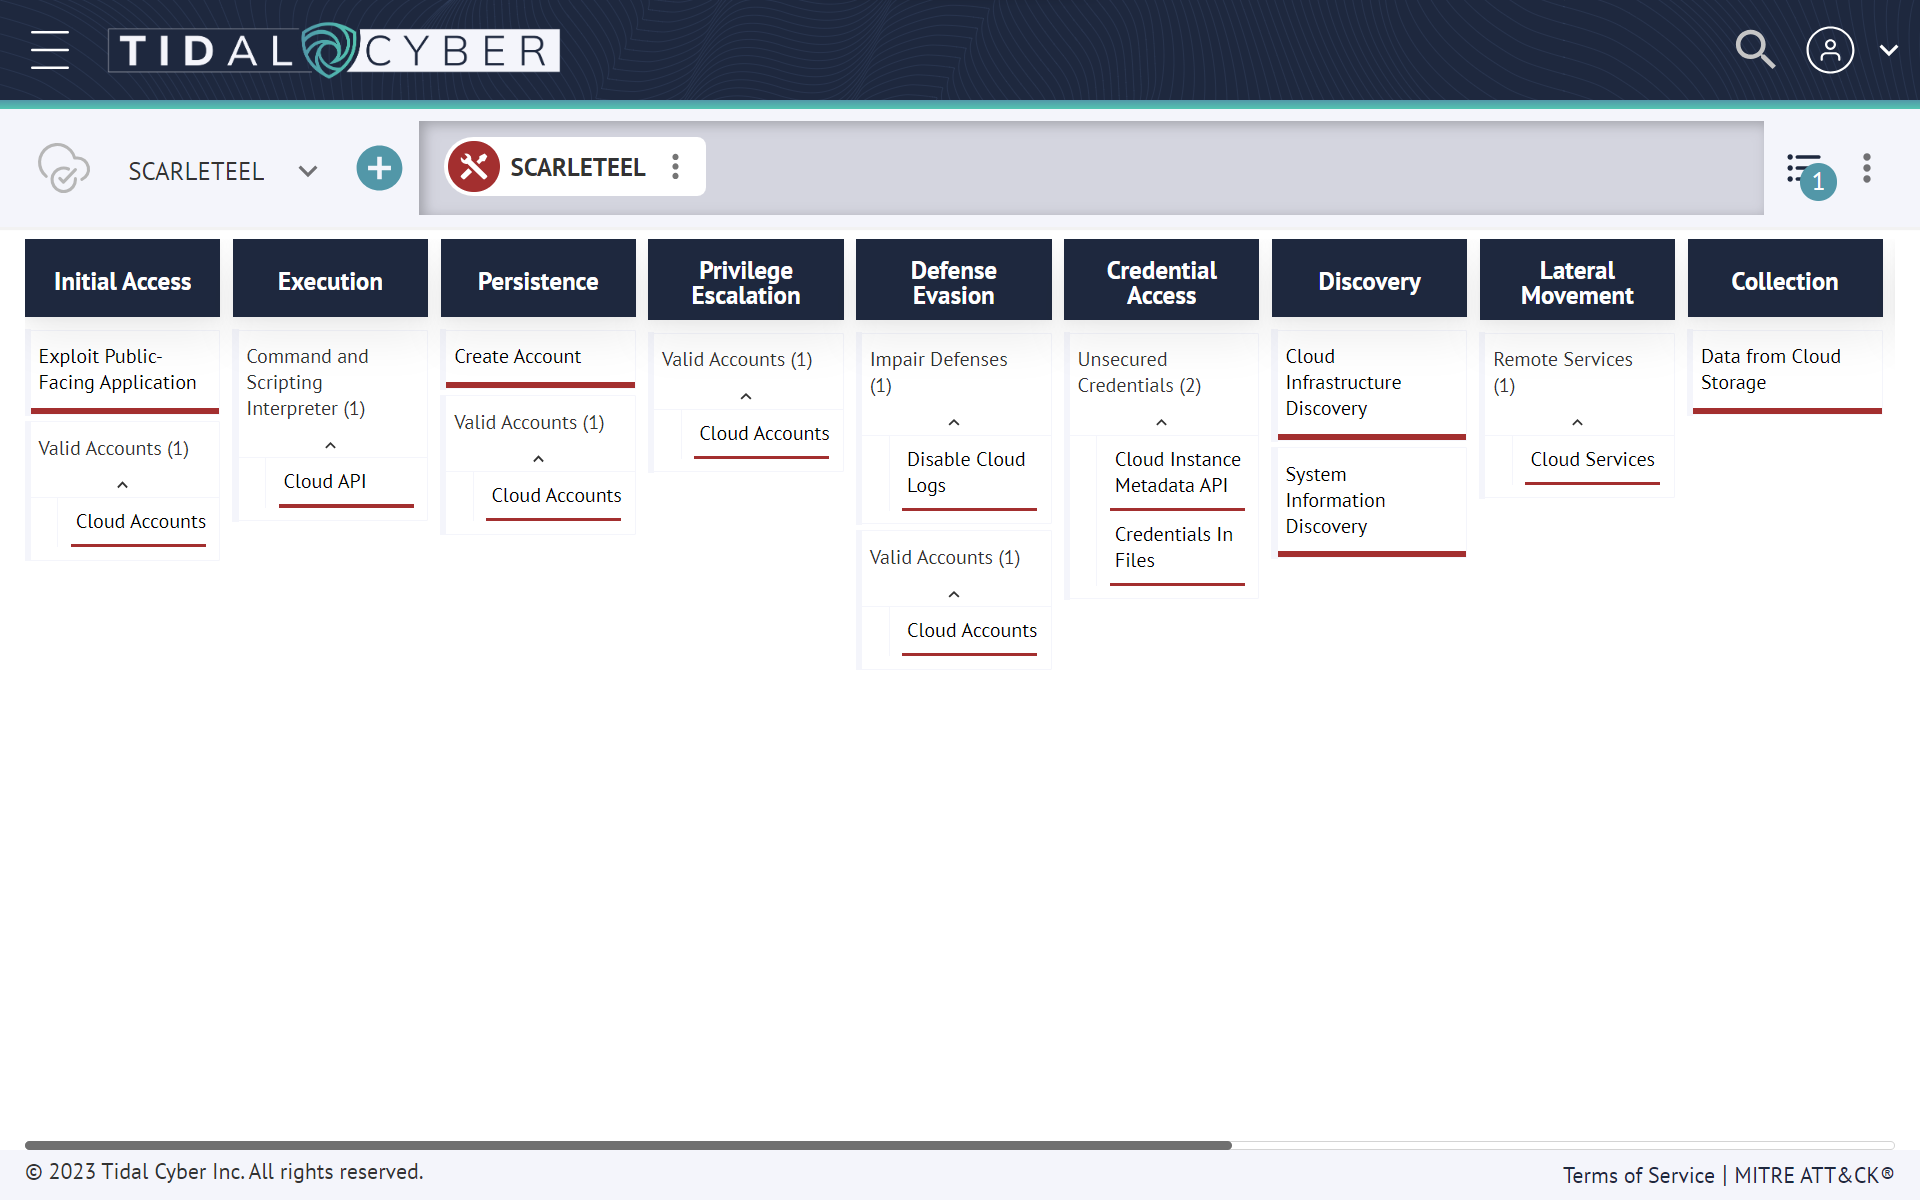 TIDAL CYBER
SCARLETEEL
SCARLETEEL
1
Initial Access
Exploit Public-
Facing Application
Valid Accounts (1)
Cloud Accounts
Execution
Command and
Scripting
Interpreter (1)
Cloud API
Persistence
Create Account
Valid Accounts (1)
Cloud Accounts
Privilege
Escalation
Valid Accounts (1)
Cloud Accounts
Defense
Evasion
Impair Defenses
(1)
Disable Cloud
Logs
Valid Accounts (1)
Cloud Accounts
Credential
Access
Unsecured
Credentials (2)
Cloud Instance
Metadata API
Credentials In
Files
Discovery
Cloud
Infrastructure
Discovery
System
Information
Discovery
Lateral
Movement
Remote Services
(1)
Cloud Services
Collection
Data from Cloud
Storage
© 2023 Tidal Cyber Inc. All rights reserved.
Terms of Service | MITRE ATT&CK®